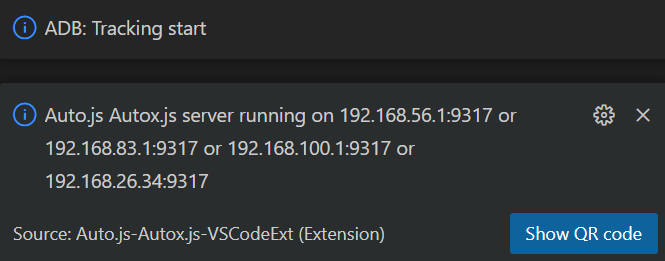 ADB: Tracking start
Auto.js Autox.js server running on 192.168.56.1:9317 or
192.168.83.1:9317 or 192.168.100.1:9317 or
192.168.26.34:9317
Source: Auto.js-Autox.js-VSCodeExt (Extension)
Show QR code